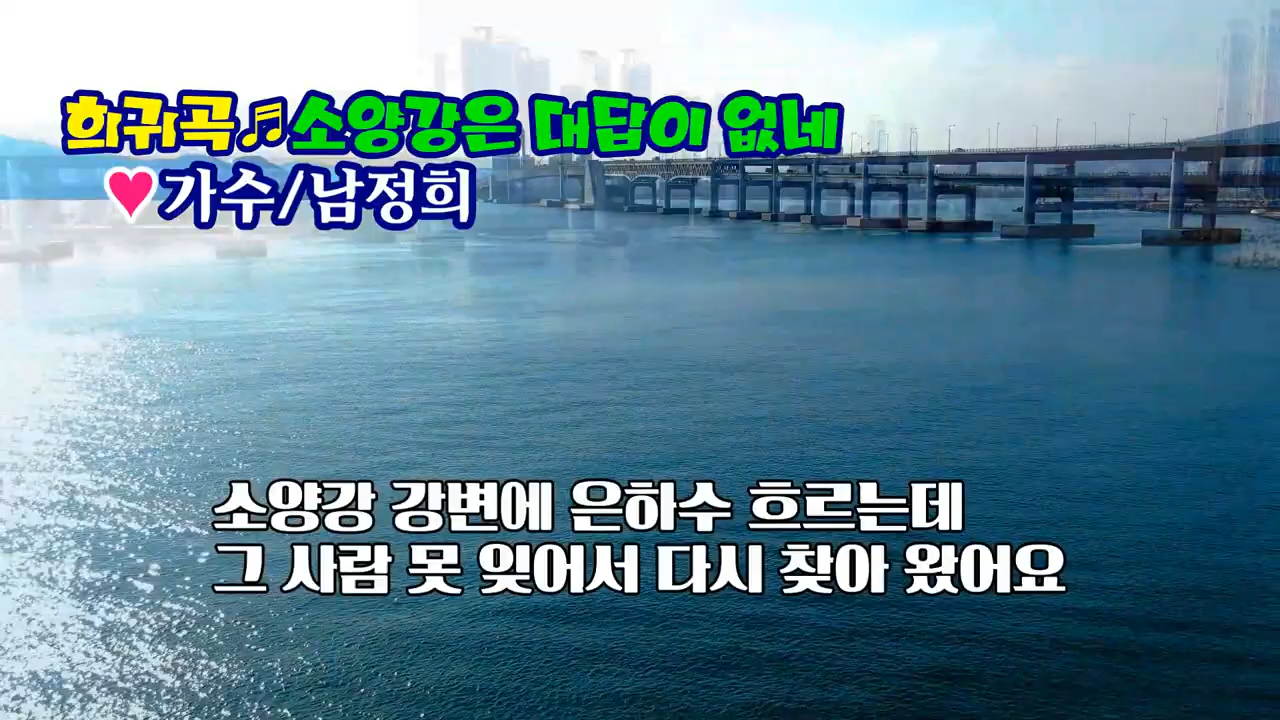 희귀곡♬소양강은 대답이 없네
♥가수/남정희
소양강 강변에 은하수 흐르는데
그 사람 못 잊어서 다시 찾아 왔어요